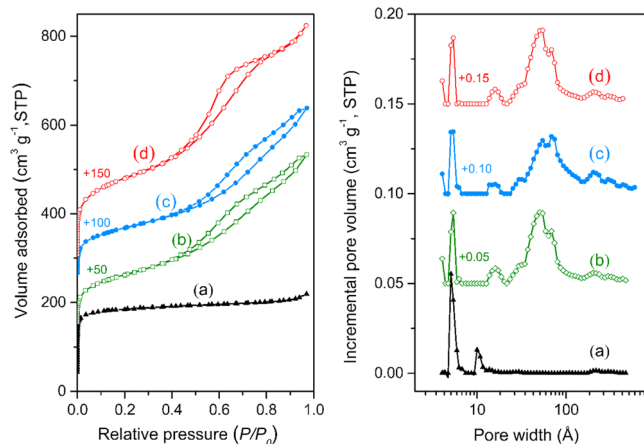 800
600
400
200
0
0.0 0.2 0.4 0.6 0.8 1.0
Volume adsorbed (cm³ g⁻¹,STP)
Relative pressure (P/P₀)
+150
(d)
+100
(c)
+50
(b)
(a)
0.20
0.15
0.10
0.05
0.00
10 100
Incremental pore volume (cm³ g⁻¹, STP)
Pore width (Å)
+0.15
(d)
+0.10
(c)
+0.05
(b)
(a)